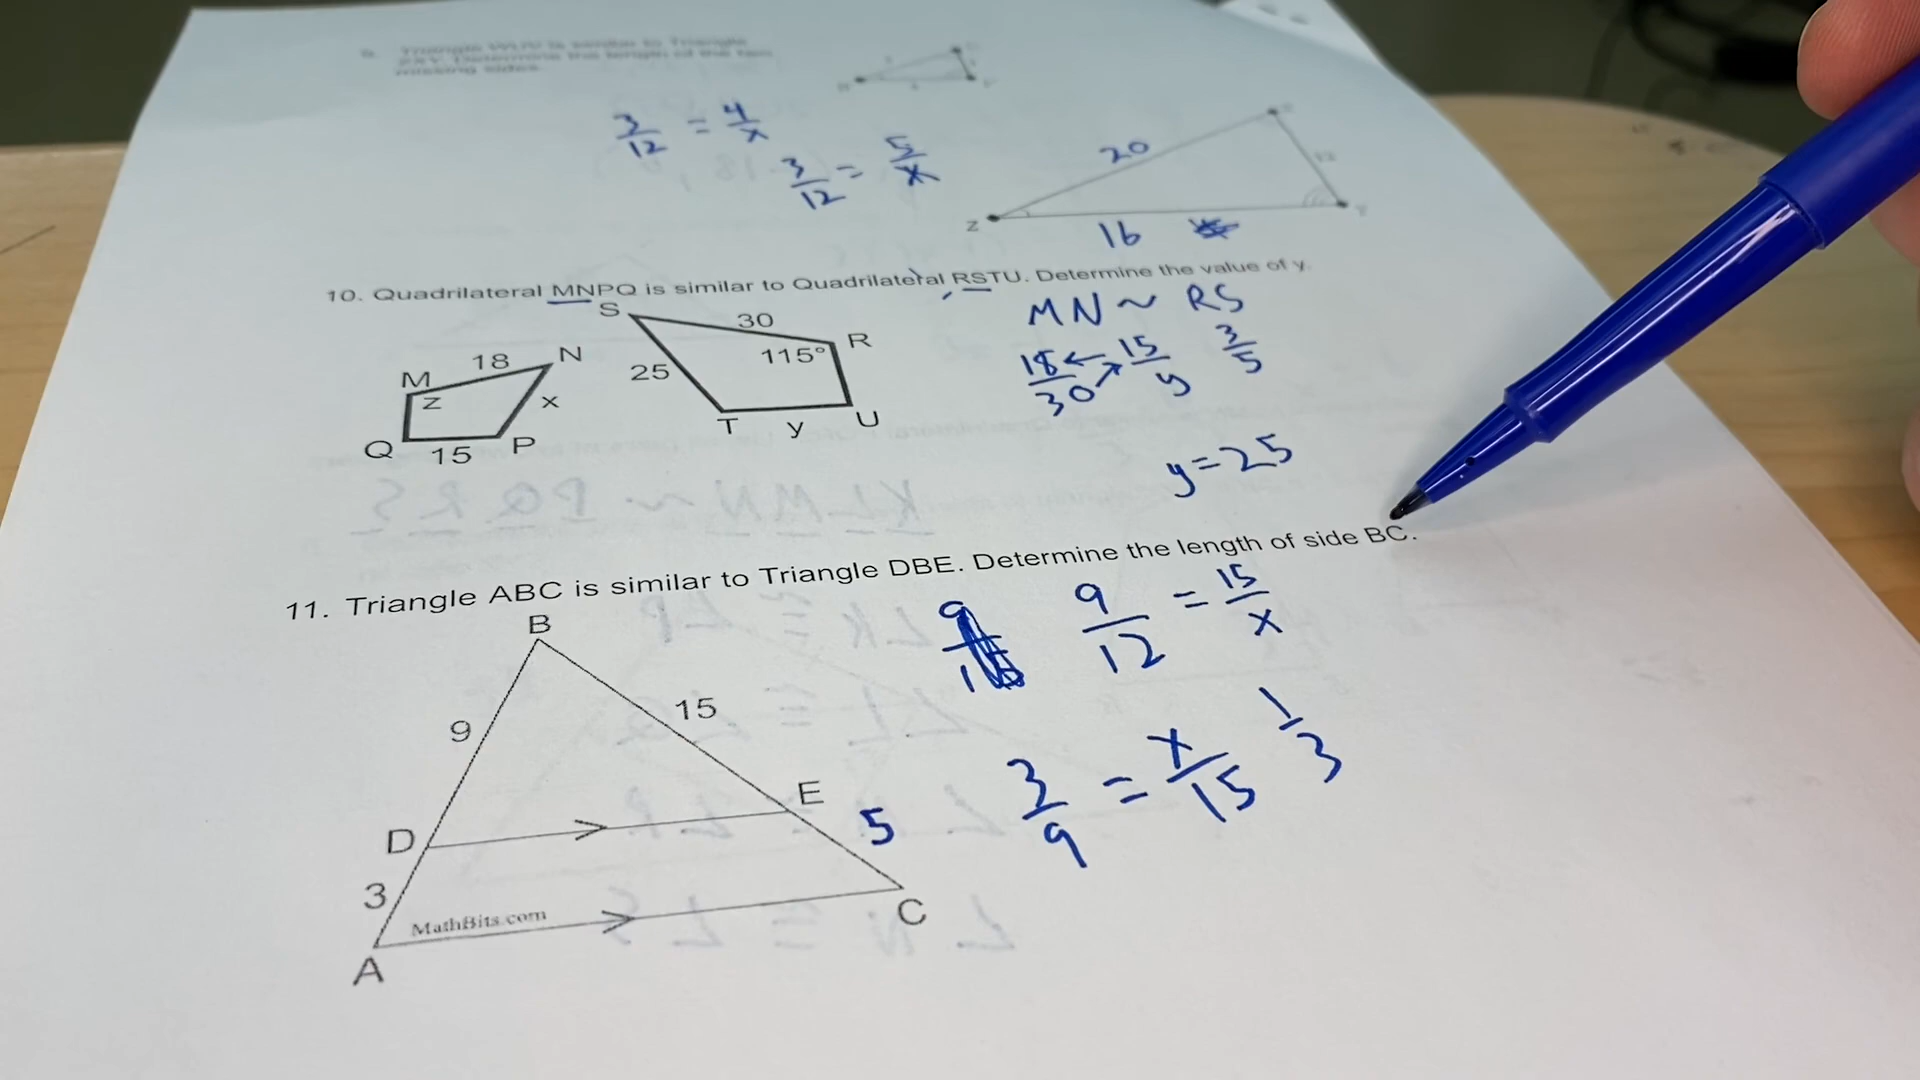 missing sides.
3/12 = 4/x
3/12 = 5/x
20
12
Z
Y
16
10. Quadrilateral MNPQ is similar to Quadrilateral RSTU. Determine the value of y.
S
30
R
115°
25
T
y
U
M
18
N
z
x
Q
15
P
MN ~ RS
18/30 15/y 3/5
y = 25
11. Triangle ABC is similar to Triangle DBE. Determine the length of side BC.
B
9
15
D
E
5
3
MathBits.com
A
C
9/12 = 15/x
3/9 = x/15 1/3